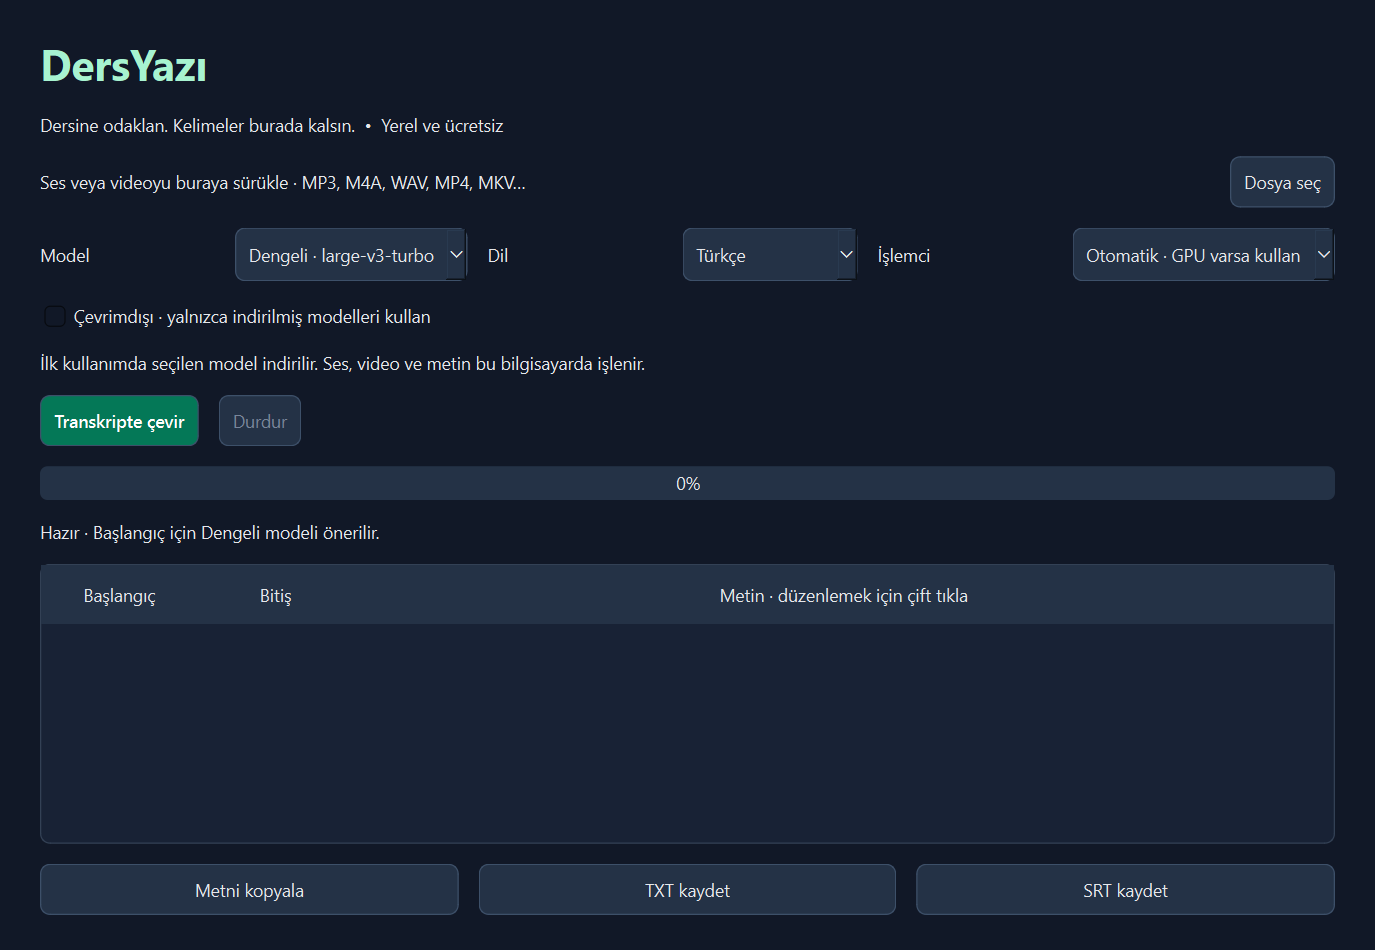 DersYazı
Dersine odaklan. Kelimeler burada kalsın. • Yerel ve ücretsiz
Ses veya videoyu buraya sürükle · MP3, M4A, WAV, MP4, MKV... Dosya seç
Model Dengeli · large-v3-turbo Dil Türkçe İşlemci Otomatik · GPU varsa kullan
Çevrimdışı · yalnızca indirilmiş modelleri kullan
İlk kullanımda seçilen model indirilir. Ses, video ve metin bu bilgisayarda işlenir.
Transkripte çevir Durdur
0%
Hazır · Başlangıç için Dengeli modeli önerilir.
Başlangıç Bitiş Metin · düzenlemek için çift tıkla
Metni kopyala TXT kaydet SRT kaydet